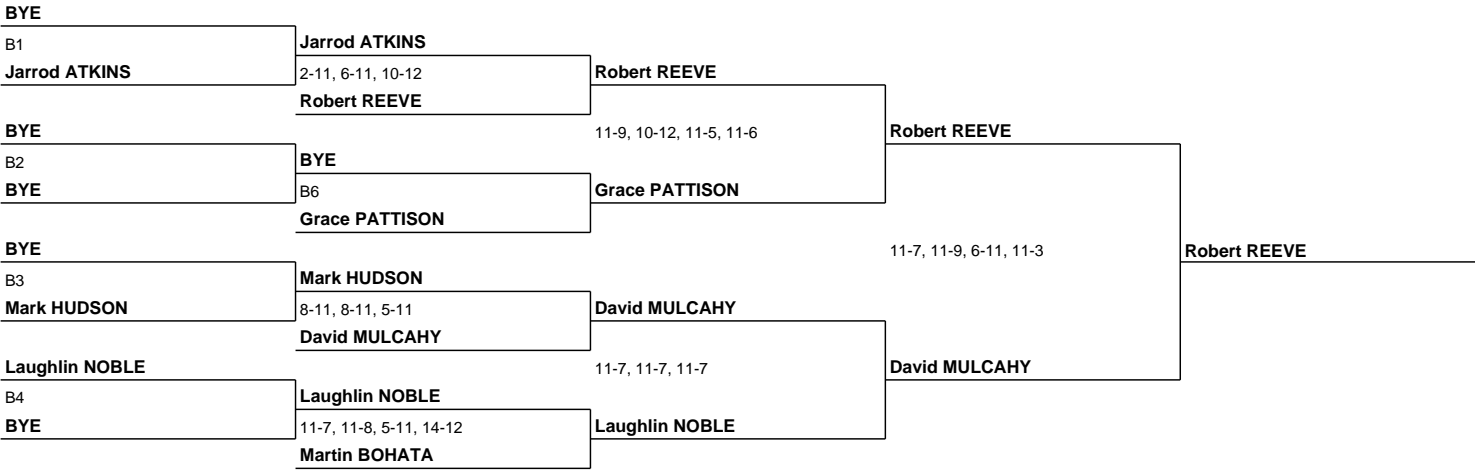 BYE
B1
Jarrod ATKINS
Jarrod ATKINS
2-11, 6-11, 10-12
Robert REEVE
Robert REEVE
BYE
B2
BYE
BYE
B6
Grace PATTISON
11-9, 10-12, 11-5, 11-6
Grace PATTISON
Robert REEVE
BYE
B3
Mark HUDSON
Mark HUDSON
8-11, 8-11, 5-11
David MULCAHY
David MULCAHY
Laughlin NOBLE
B4
BYE
Laughlin NOBLE
11-7, 11-8, 5-11, 14-12
Martin BOHATA
11-7, 11-7, 11-7
Laughlin NOBLE
David MULCAHY
11-7, 11-9, 6-11, 11-3
Robert REEVE